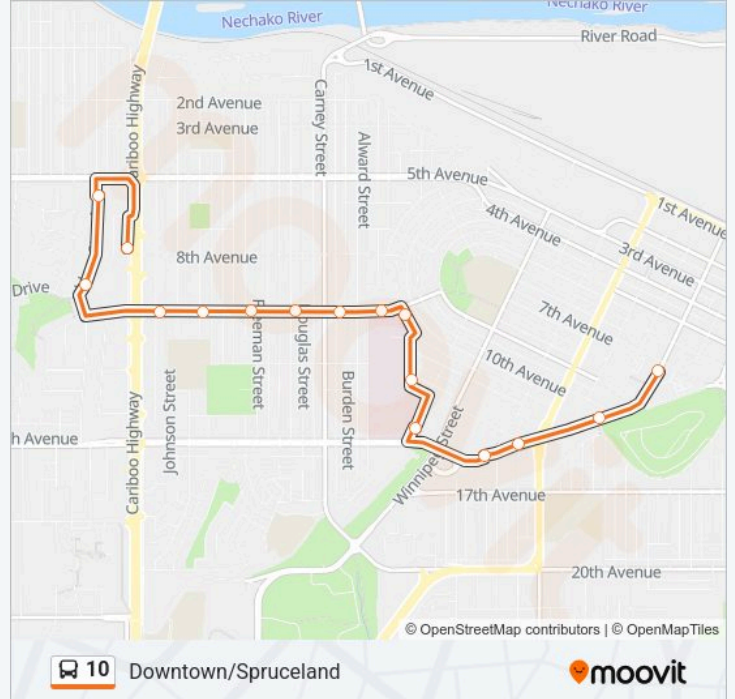 Nechako River
Nechako River
River Road
1st Avenue
Cariboo Highway
2nd Avenue
3rd Avenue
Carney Street
Alward Street
5th Avenue
4th Avenue
1st Avenue
3rd Avenue
8th Avenue
Drive
7th Avenue
10th Avenue
Freeman Street
Douglas Street
Burden Street
Johnson Street
h Avenue
Cariboo Highway
Winnipeg Street
17th Avenue
20th Avenue
© OpenStreetMap contributors | © OpenMapTiles
10 Downtown/Spruceland
moovit